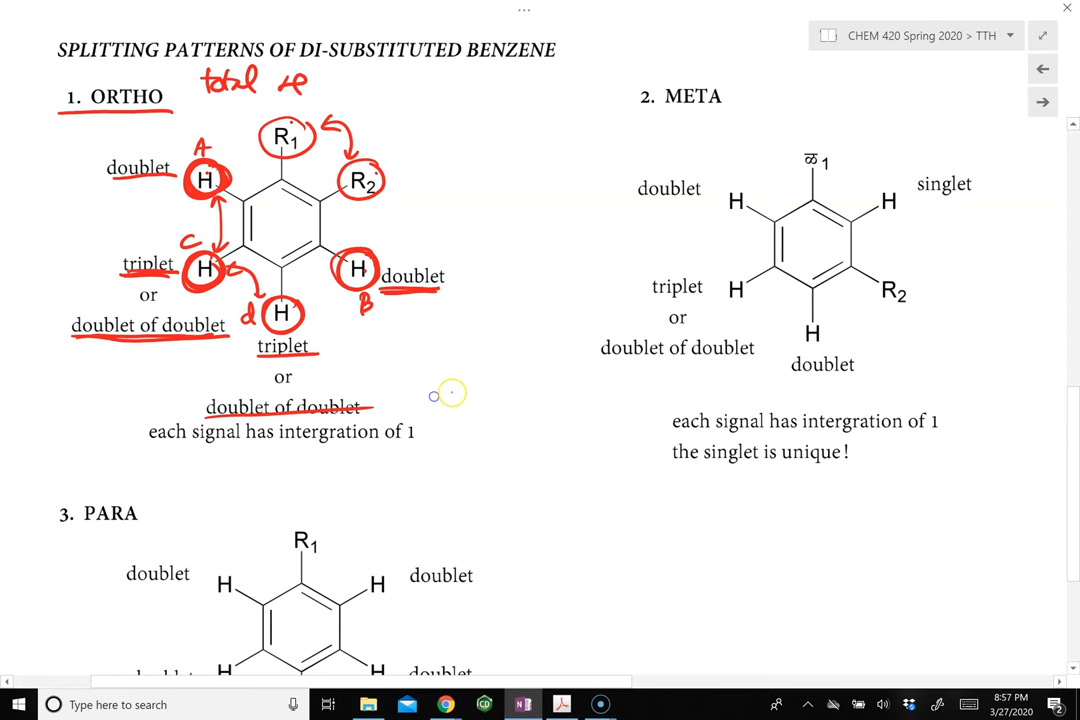 CHEM 420 Spring 2020 > TTH
SPLITTING PATTERNS OF DI-SUBSTITUTED BENZENE
total
1. ORTHO
R1
A
doublet
H
R2
C
triplet
H
H
doublet
or
doublet of doublet
d
H
B
triplet
or
doublet of doublet
each signal has intergration of 1
2. META
1
doublet
H
H
singlet
triplet
H
R2
or
doublet of doublet
H
doublet
each signal has intergration of 1
the singlet is unique!
3. PARA
R1
doublet
H
H
doublet
H
H
doublet
Type here to search
8:57 PM
3/27/2020
2